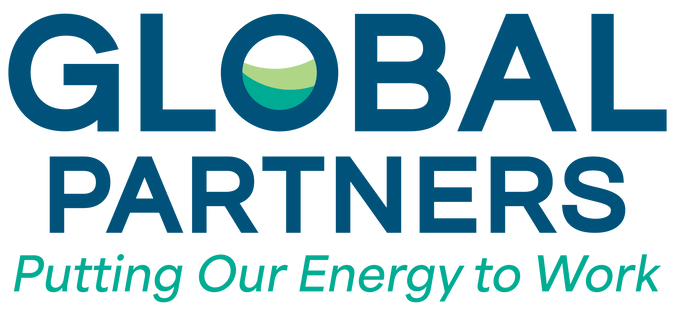 GLOBAL
PARTNERS
Putting Our Energy to Work